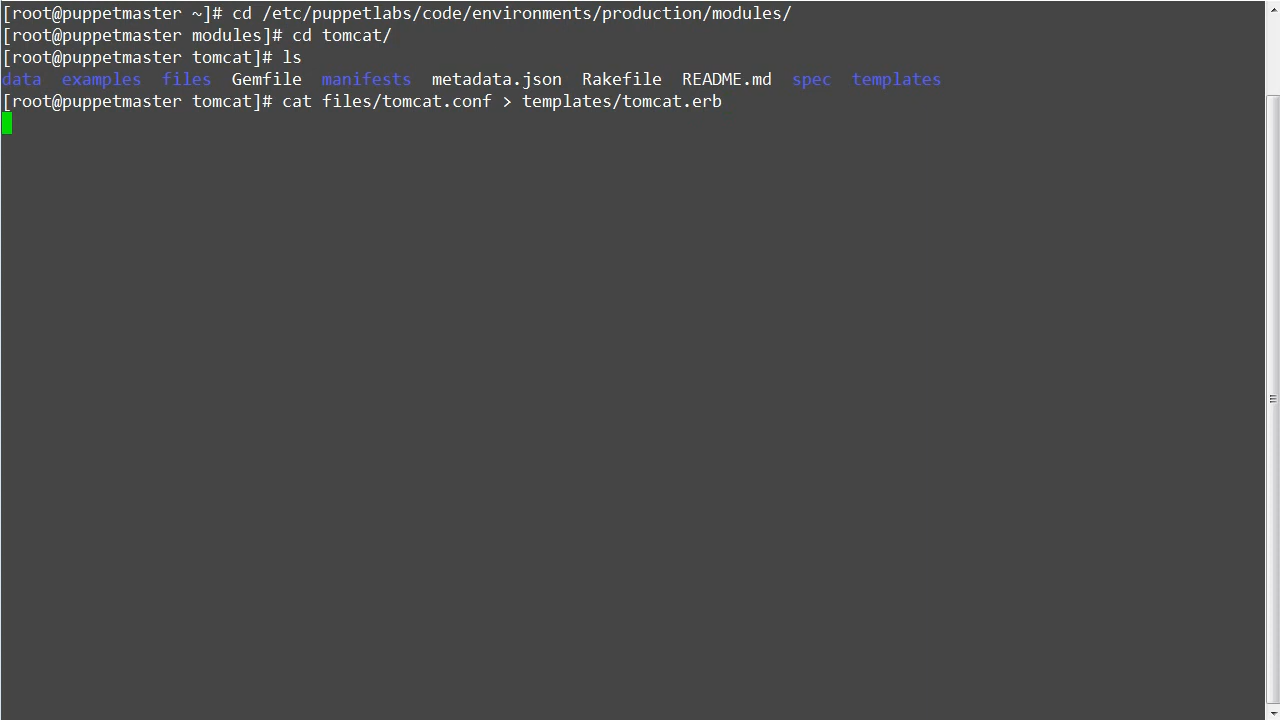 [root@puppetmaster ~]# cd /etc/puppetlabs/code/environments/production/modules/
[root@puppetmaster modules]# cd tomcat/
[root@puppetmaster tomcat]# ls
data  examples  files  Gemfile  manifests  metadata.json  Rakefile  README.md  spec  templates
[root@puppetmaster tomcat]# cat files/tomcat.conf > templates/tomcat.erb